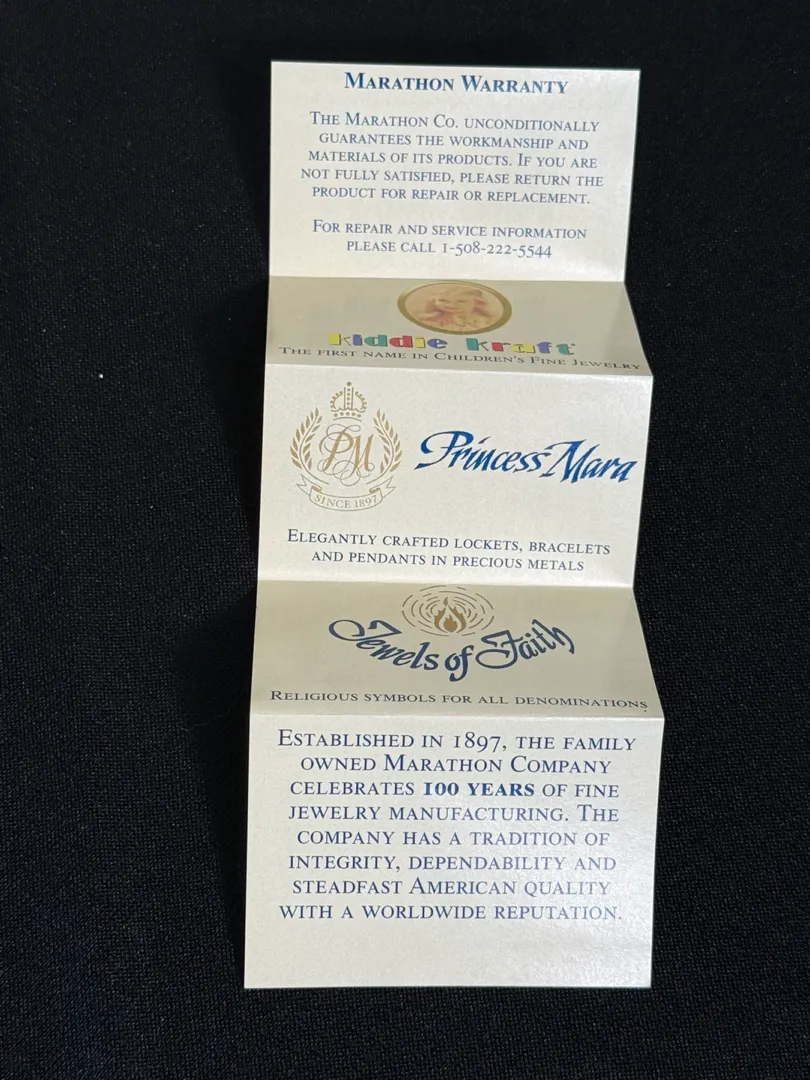 MARATHON WARRANTY
THE MARATHON CO. UNCONDITIONALLY
GUARANTEES THE WORKMANSHIP AND
MATERIALS OF ITS PRODUCTS. IF YOU ARE
NOT FULLY SATISFIED, PLEASE RETURN THE
PRODUCT FOR REPAIR OR REPLACEMENT.
FOR REPAIR AND SERVICE INFORMATION
PLEASE CALL 1-508-222-5544
kiddie kraft
THE FIRST NAME IN CHILDREN'S FINE JEWELRY
PM
SINCE 1897
Princess Mara
ELEGANTLY CRAFTED LOCKETS, BRACELETS
AND PENDANTS IN PRECIOUS METALS
Jewels of Faith
RELIGIOUS SYMBOLS FOR ALL DENOMINATIONS.
ESTABLISHED IN 1897, THE FAMILY
OWNED MARATHON COMPANY
CELEBRATES 100 YEARS OF FINE
JEWELRY MANUFACTURING. THE
COMPANY HAS A TRADITION OF
INTEGRITY, DEPENDABILITY AND
STEADFAST AMERICAN QUALITY
WITH A WORLDWIDE REPUTATION.